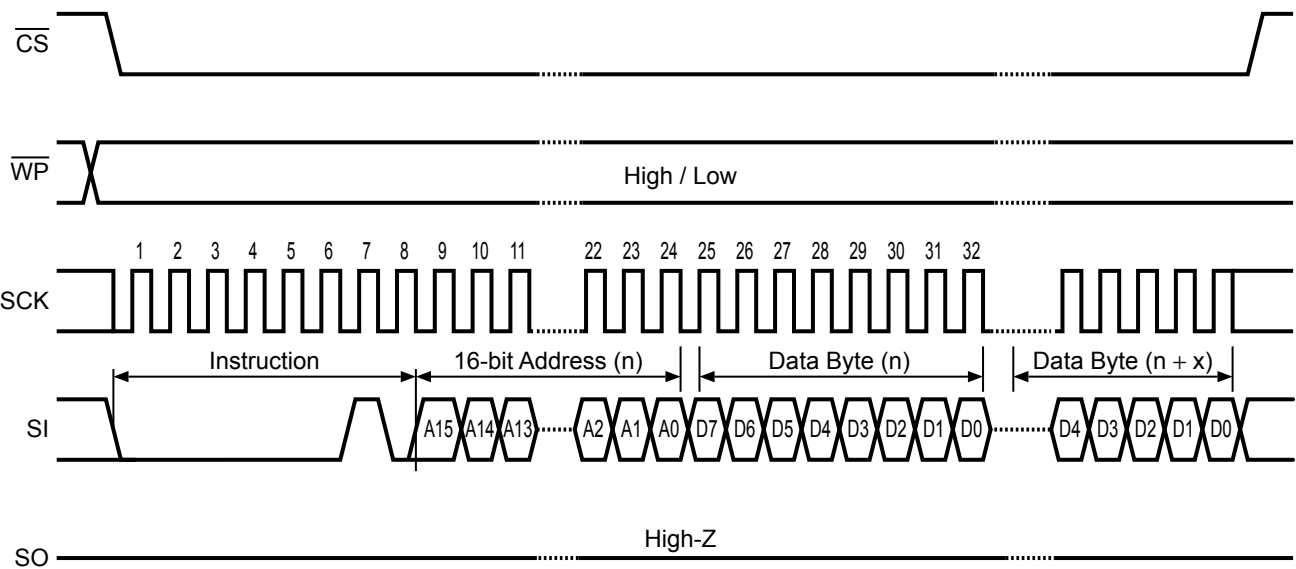 CS
WP
High / Low
1 2 3 4 5 6 7 8 9 10 11 22 23 24 25 26 27 28 29 30 31 32
SCK
Instruction 16-bit Address (n) Data Byte (n) Data Byte (n + x)
SI A15 A14 A13 A2 A1 A0 D7 D6 D5 D4 D3 D2 D1 D0 D4 D3 D2 D1 D0
High-Z
SO